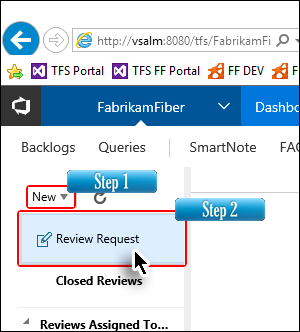 http://vsalm:8080/tfs/FabrikamFi
TFS Portal TFS FF Portal FF DEV FF
FabrikamFiber Dashbo
Backlogs Queries SmartNote FAQ
Step 1
New
Step 2
Review Request
Closed Reviews
Reviews Assigned To...